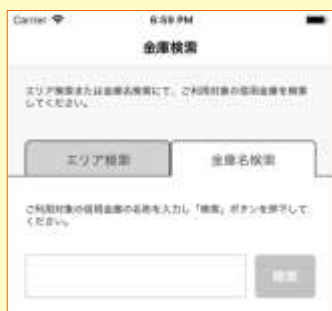 Carrier 6:59 PM
金庫検索
エリア検索または金庫名検索にて、ご利用対象の信用金庫を検索
してください。
エリア検索 金庫名検索
ご利用対象の信用金庫の名称を入力し「検索」ボタンを押下して
ください。
検索